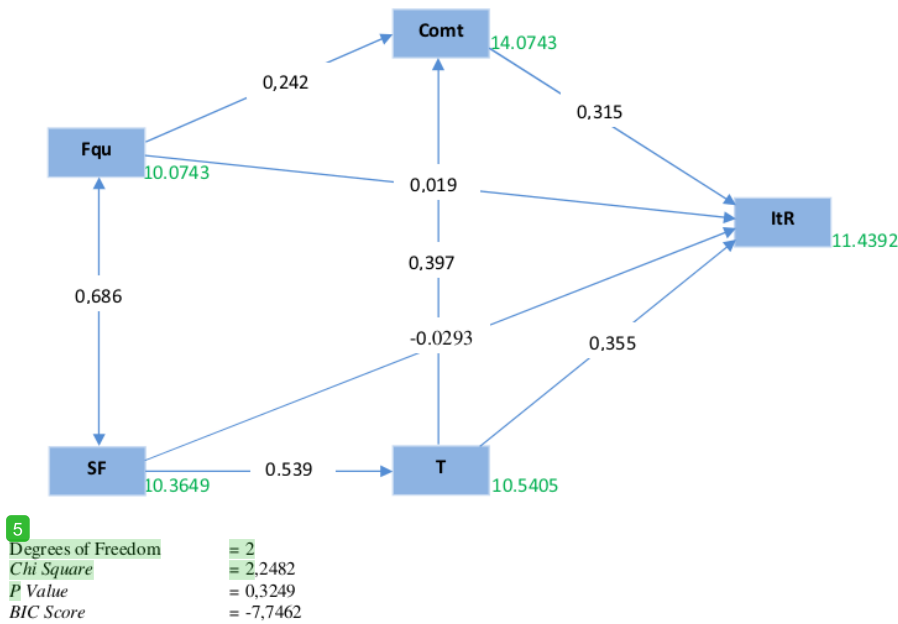 Comt
14.0743
0,242
0,315
Fqu
10.0743
0,019
ItR
11.4392
0,397
0,686
-0.0293
0,355
SF
10.3649
0.539
T
10.5405
5
Degrees of Freedom = 2
Chi Square = 2,2482
P Value = 0,3249
BIC Score = -7,7462